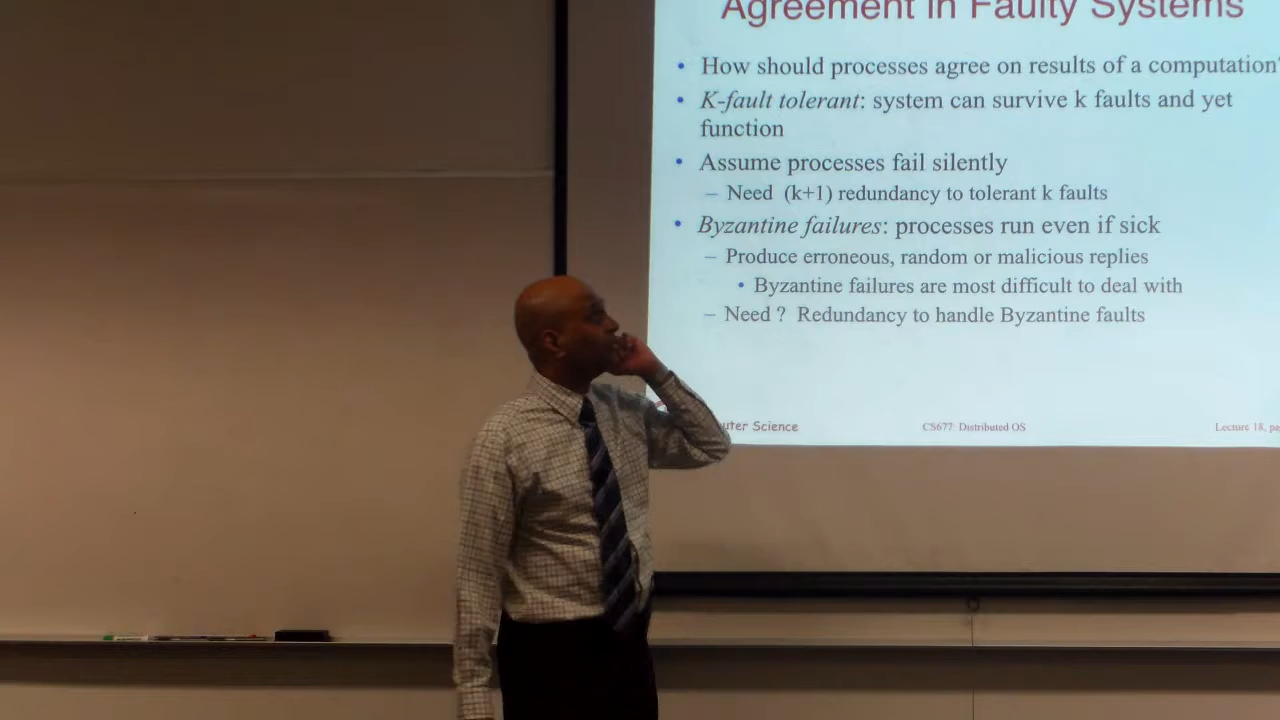 Agreement in Faulty Systems
• How should processes agree on results of a computation?
• K-fault tolerant: system can survive k faults and yet
function
• Assume processes fail silently
– Need (k+1) redundancy to tolerant k faults
• Byzantine failures: processes run even if sick
– Produce erroneous, random or malicious replies
• Byzantine failures are most difficult to deal with
– Need ? Redundancy to handle Byzantine faults
Science CS677: Distributed OS Lecture 18,